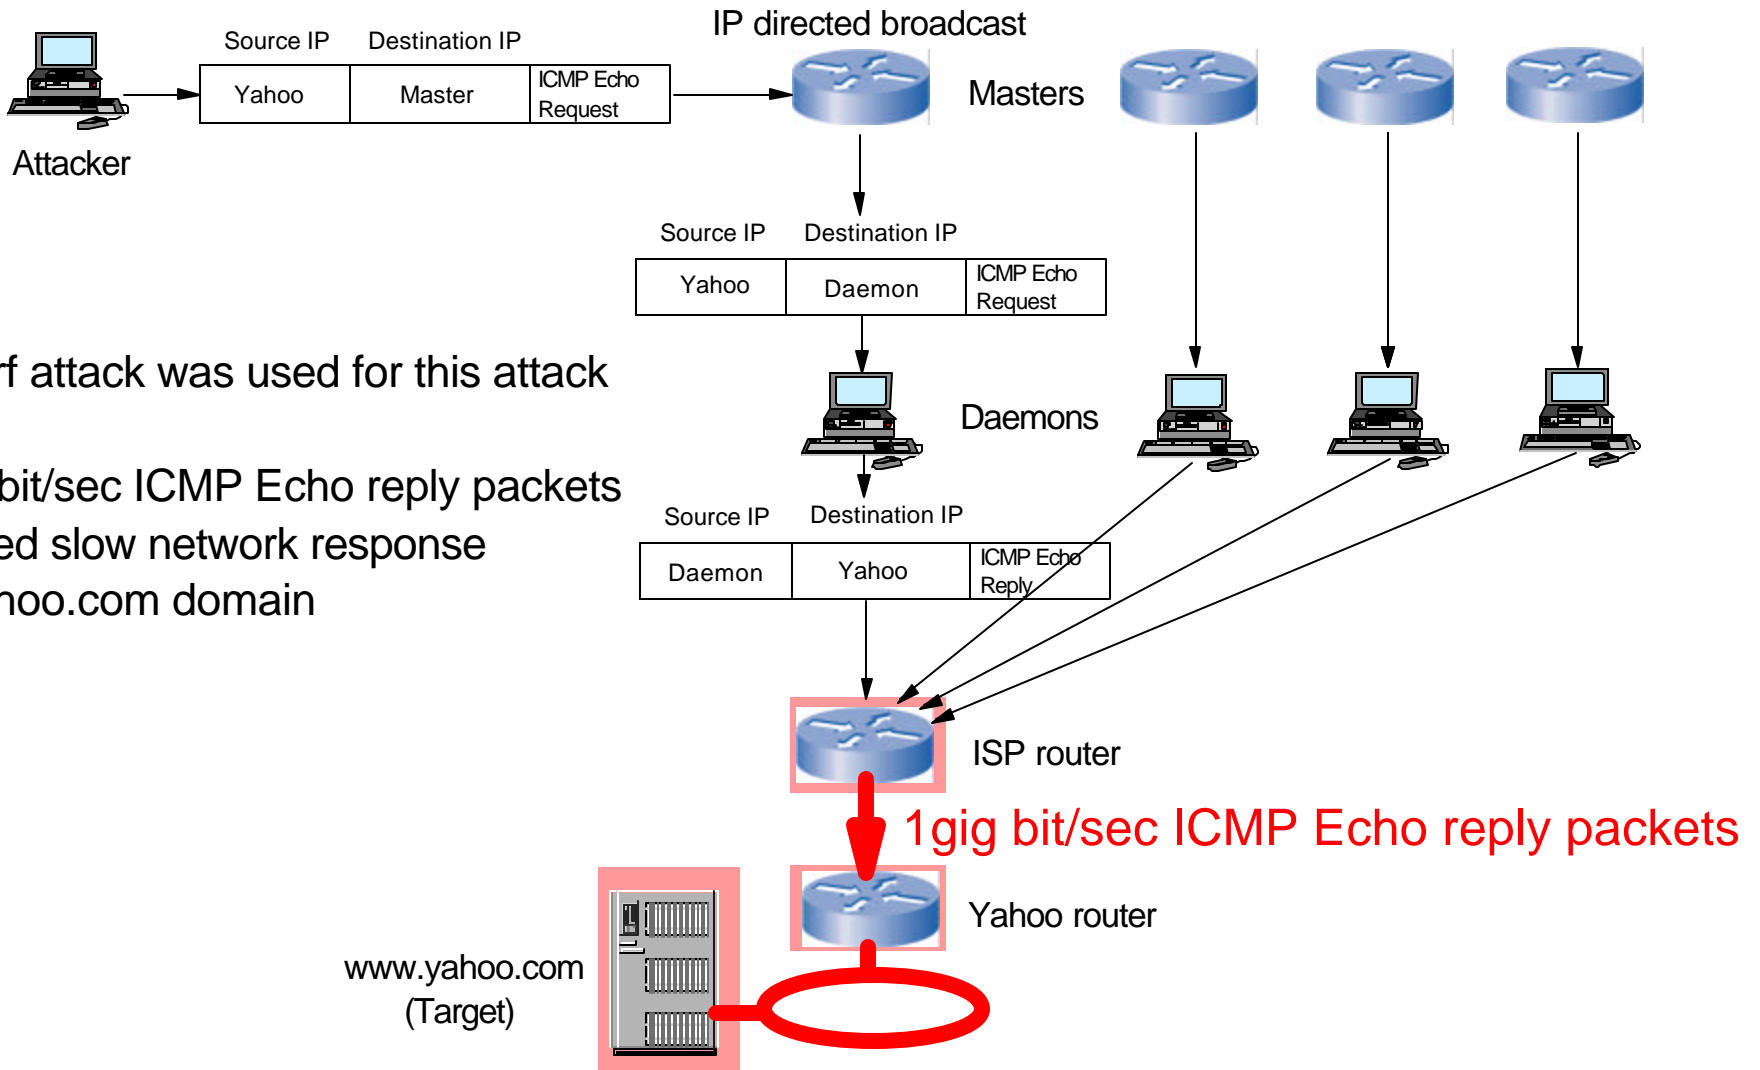 IP directed broadcast
Source IP Destination IP
Yahoo Master ICMP Echo
Request
Masters
Attacker
Source IP Destination IP
Yahoo Daemon ICMP Echo
Request
rf attack was used for this attack
Daemons
bit/sec ICMP Echo reply packets
ed slow network response
hoo.com domain
Source IP Destination IP
Daemon Yahoo ICMP Echo
Reply
ISP router
1gig bit/sec ICMP Echo reply packets
Yahoo router
www.yahoo.com
(Target)